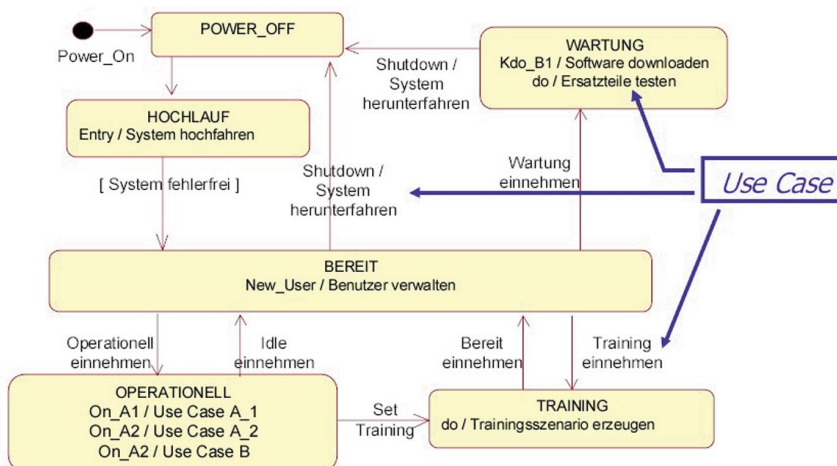 POWER_OFF
Power_On
WARTUNG
Kdo_B1 / Software downloaden
do / Ersatzteile testen
Shutdown /
System
herunterfahren
HOCHLAUF
Entry / System hochfahren
[ System fehlerfrei ]
Shutdown /
System
herunterfahren
Wartung
einnehmen
Use Case
BEREIT
New_User / Benutzer verwalten
Operationell
einnehmen
Idle
einnehmen
Bereit
einnehmen
Training
einnehmen
OPERATIONELL
On_A1 / Use Case A_1
On_A2 / Use Case A_2
On_A2 / Use Case B
Set
Training
TRAINING
do / Trainingsszenario erzeugen